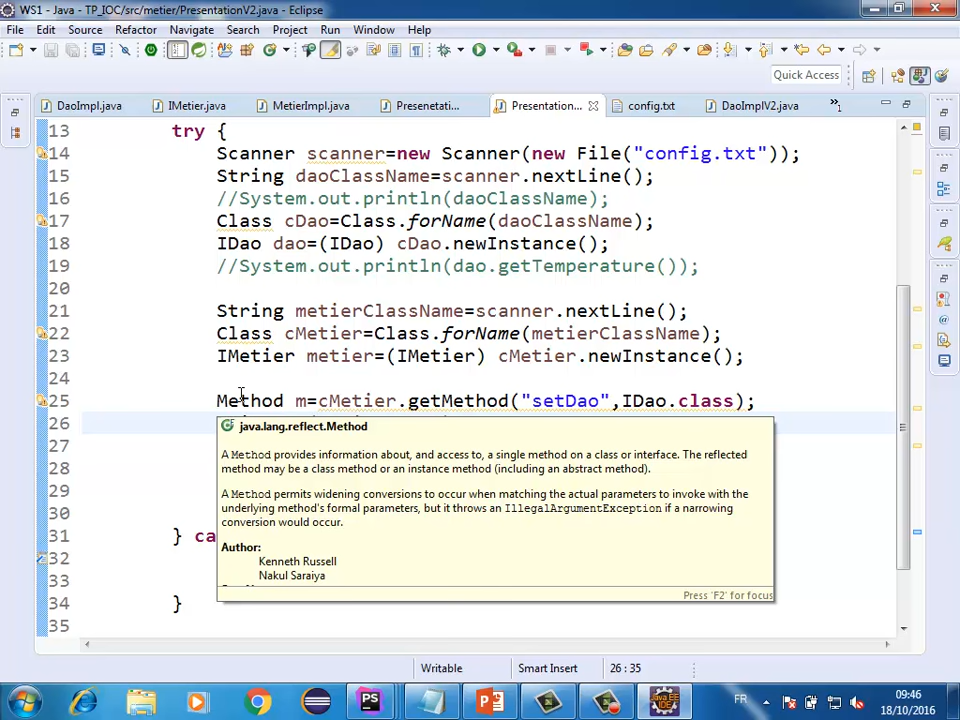 WS1 - Java - TP_IOC/src/metier/PresentationV2.java - Eclipse
File Edit Source Refactor Navigate Search Project Run Window Help
Quick Access
DaoImpl.java IMetier.java MetierImpl.java Presenetati... Presentation... config.txt DaoImplV2.java »1
13 try {
14 Scanner scanner=new Scanner(new File("config.txt"));
15 String daoClassName=scanner.nextLine();
16 //System.out.println(daoClassName);
17 Class cDao=Class.forName(daoClassName);
18 IDao dao=(IDao) cDao.newInstance();
19 //System.out.println(dao.getTemperature());
20
21 String metierClassName=scanner.nextLine();
22 Class cMetier=Class.forName(metierClassName);
23 IMetier metier=(IMetier) cMetier.newInstance();
24
25 Method m=cMetier.getMethod("setDao",IDao.class);
26
java.lang.reflect.Method
27
A Method provides information about, and access to, a single method on a class or interface. The reflected
method may be a class method or an instance method (including an abstract method).
28
29
A Method permits widening conversions to occur when matching the actual parameters to invoke with the
underlying method's formal parameters, but it throws an IllegalArgumentException if a narrowing
30
conversion would occur.
31 } ca
Author:
32
Kenneth Russell
Nakul Saraiya
33
Press 'F2' for focus
34 }
35
Writable Smart Insert 26 : 35
PS
Java EE
IDE
FR
09:46
18/10/2016